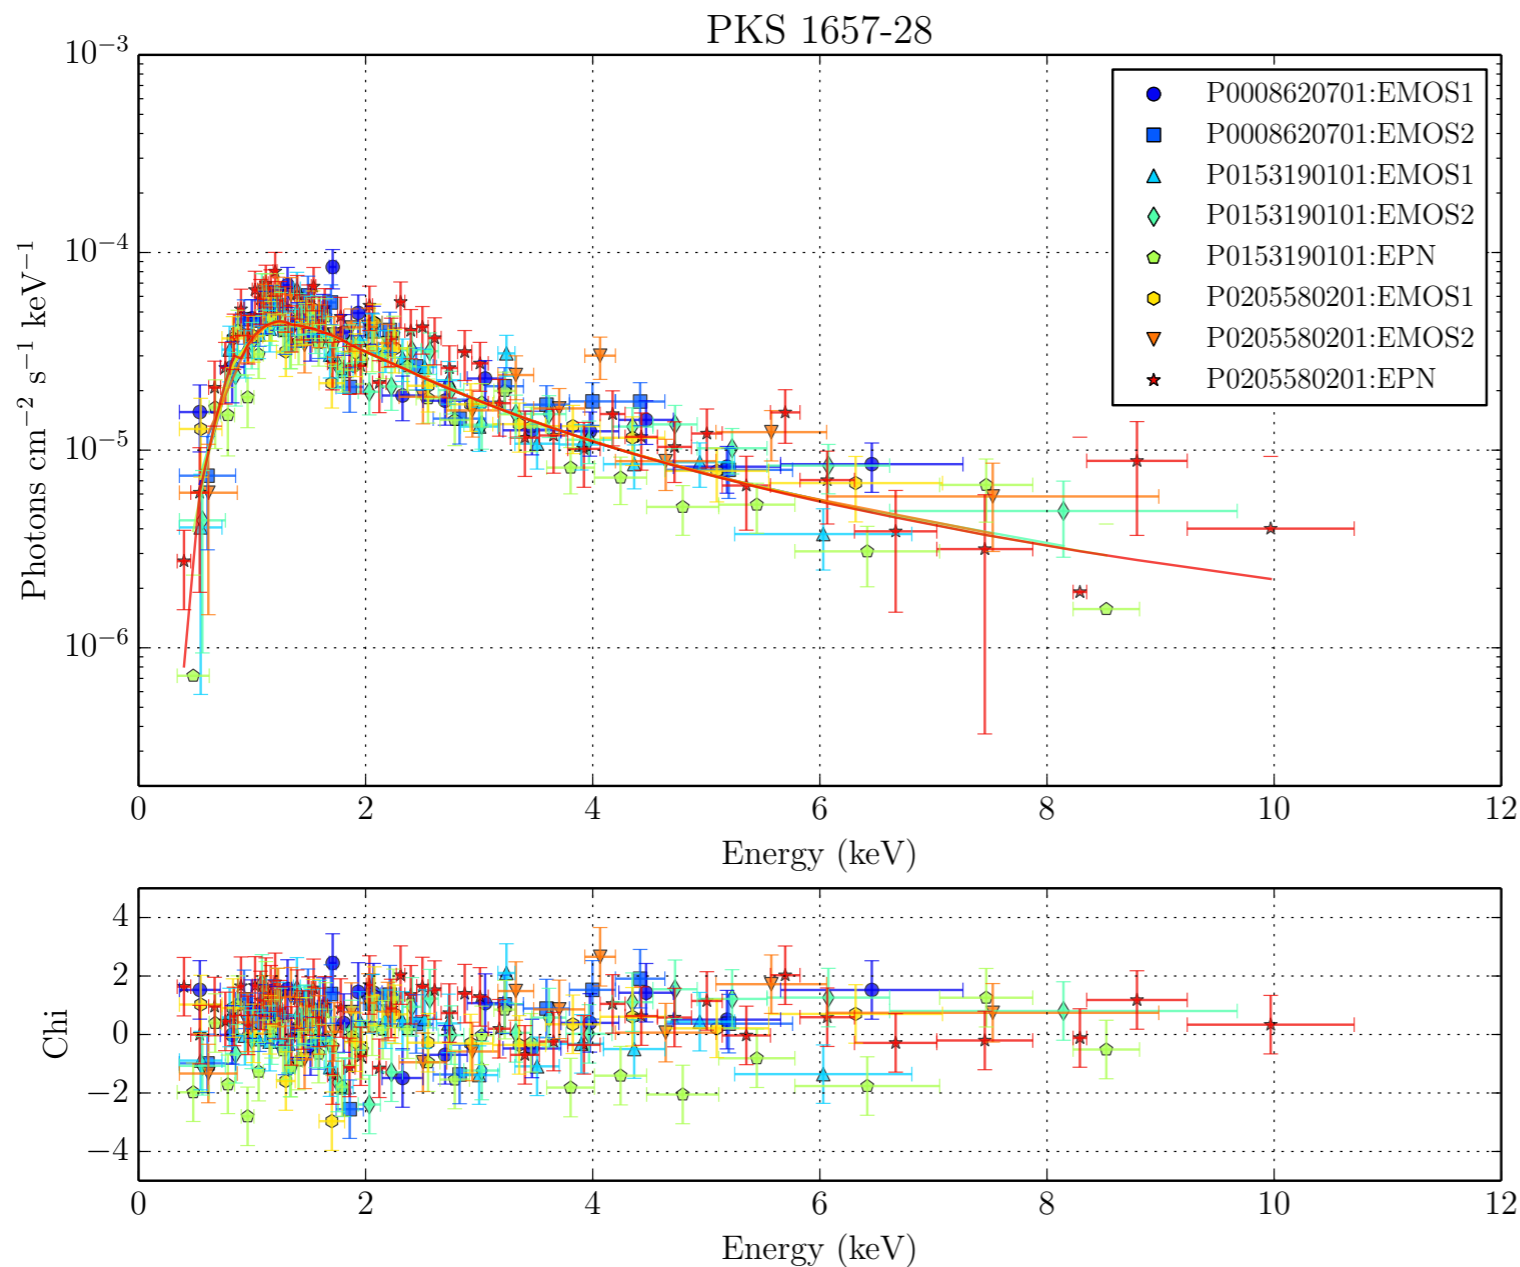 PKS 1657-28
10⁻³
10⁻⁴
10⁻⁵
10⁻⁶
Photons cm⁻² s⁻¹ keV⁻¹
P0008620701:EMOS1
P0008620701:EMOS2
P0153190101:EMOS1
P0153190101:EMOS2
P0153190101:EPN
P0205580201:EMOS1
P0205580201:EMOS2
P0205580201:EPN
0 2 4 6 8 10 12
Energy (keV)
4
2
0
−2
−4
Chi
0 2 4 6 8 10 12
Energy (keV)